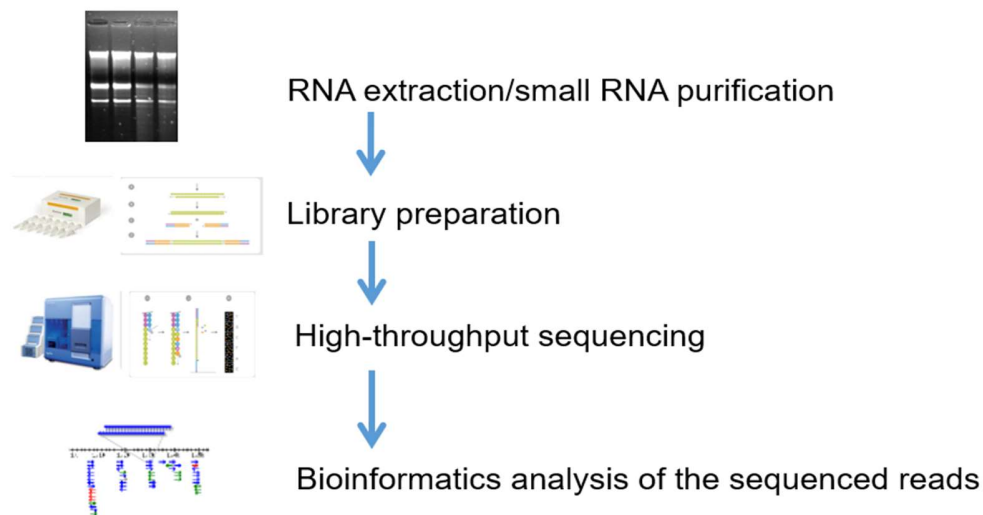 RNA extraction/small RNA purification
Library preparation
High-throughput sequencing
Bioinformatics analysis of the sequenced reads